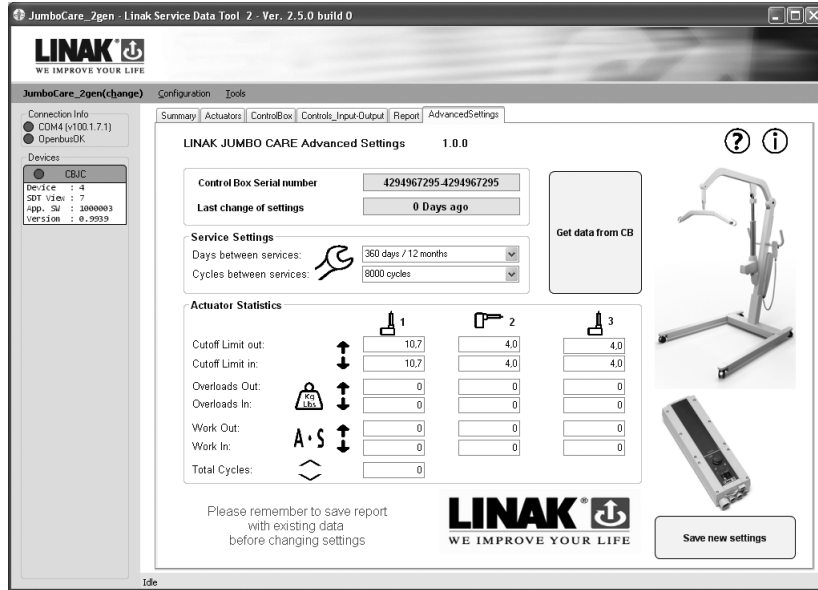 JumboCare_2gen - Linak Service Data Tool 2 - Ver. 2.5.0 build 0
LINAK
WE IMPROVE YOUR LIFE
JumboCare_2gen(change) Configuration Tools
Connection Info
COM4 (v100.1.7.1)
OpenbusOK
Devices
CBJC
Device : 4
SDT View : 7
App. SW : 1000003
Version : 0.9939
Summary Actuators ControlBox Controls_Input-Output Report AdvancedSettings
LINAK JUMBO CARE Advanced Settings 1.0.0
Control Box Serial number 4294967295-4294967295
Last change of settings 0 Days ago
Get data from CB
Service Settings
Days between services: 360 days / 12 months
Cycles between services: 8000 cycles
Actuator Statistics
1 2 3
Cutoff Limit out: 10,7 4,0 4,0
Cutoff Limit in: 10,7 4,0 4,0
Overloads Out: 0 0 0
Kg
Lbs
Overloads In: 0 0 0
Work Out: 0 0 0
A·S
Work In: 0 0 0
Total Cycles: 0
Please remember to save report
with existing data
before changing settings
LINAK®
WE IMPROVE YOUR LIFE
Save new settings
Idle